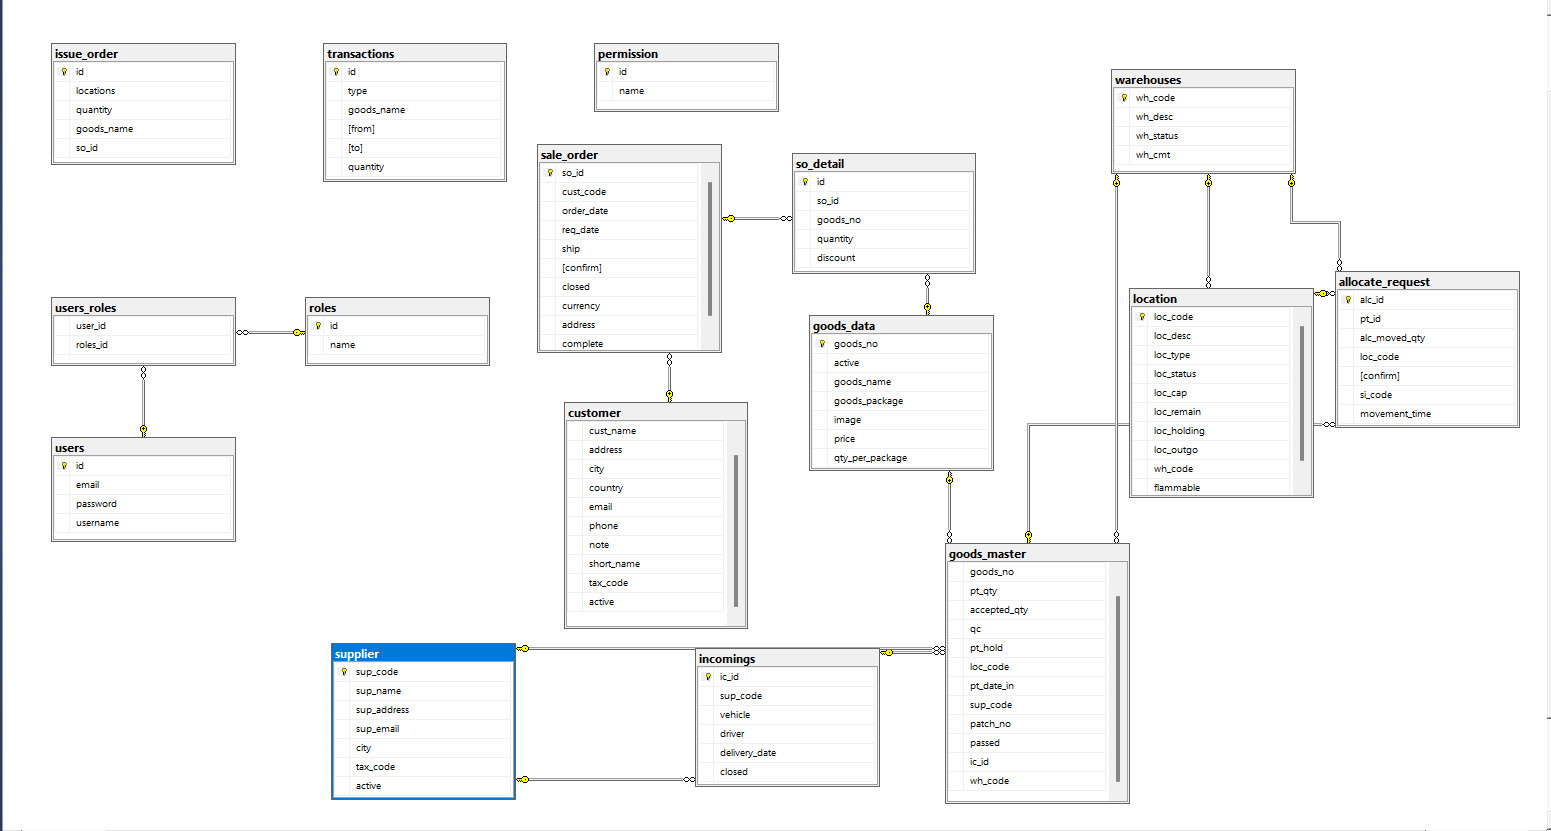 issue_order
id
locations
quantity
goods_name
so_id
transactions
id
type
goods_name
[from]
[to]
quantity
permission
id
name
warehouses
wh_code
wh_desc
wh_status
wh_cmt
sale_order
so_id
cust_code
order_date
req_date
ship
[confirm]
closed
currency
address
complete
so_detail
id
so_id
goods_no
quantity
discount
users_roles
user_id
roles_id
roles
id
name
goods_data
goods_no
active
goods_name
goods_package
image
price
qty_per_package
location
loc_code
loc_desc
loc_type
loc_status
loc_cap
loc_remain
loc_holding
loc_outgo
wh_code
flammable
allocate_request
alc_id
pt_id
alc_moved_qty
loc_code
[confirm]
si_code
movement_time
users
id
email
password
username
customer
cust_name
address
city
country
email
phone
note
short_name
tax_code
active
goods_master
goods_no
pt_qty
accepted_qty
qc
pt_hold
loc_code
pt_date_in
sup_code
patch_no
passed
ic_id
wh_code
supplier
sup_code
sup_name
sup_address
sup_email
city
tax_code
active
incomings
ic_id
sup_code
vehicle
driver
delivery_date
closed